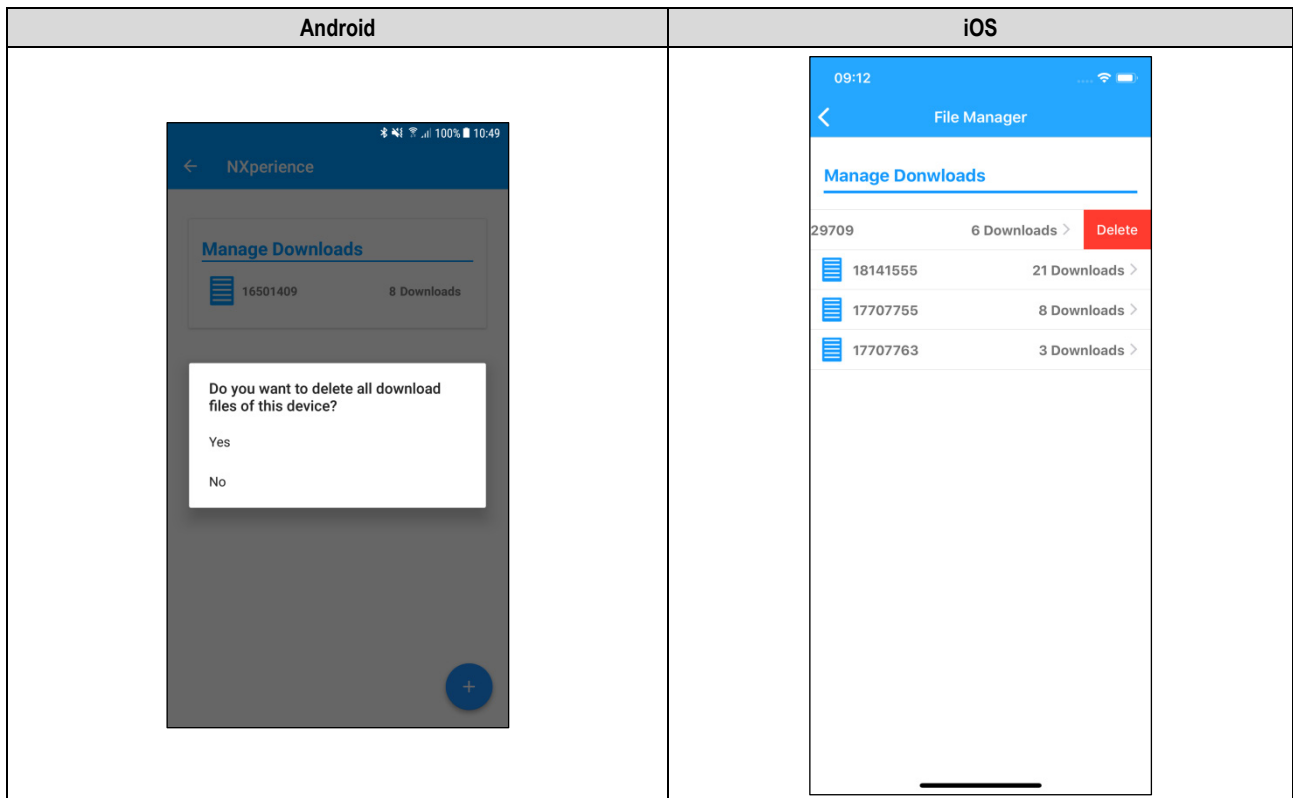 Android
iOS
100% 10:49
NXperience
Manage Downloads
16501409 8 Downloads
Do you want to delete all download
files of this device?
Yes
No
+
09:12
File Manager
Manage Donwloads
29709 6 Downloads Delete
18141555 21 Downloads
17707755 8 Downloads
17707763 3 Downloads